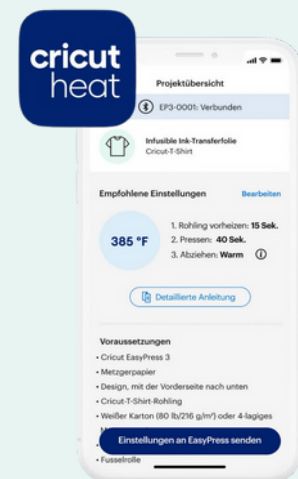 cricut
heat
Projektübersicht
EP3-0001: Verbunden
Infusible Ink-Transferfolie
Cricut-T-Shirt
Empfohlene Einstellungen Bearbeiten
385 °F
1. Rohling vorheizen: 15 Sek.
2. Pressen: 40 Sek.
3. Abziehen: Warm
Detaillierte Anleitung
Voraussetzungen
• Cricut EasyPress 3
• Metzgerpapier
• Design, mit der Vorderseite nach unten
• Cricut-T-Shirt-Rohling
• Weißer Karton (80 lb/216 g/m²) oder 4-lagiges
Einstellungen an EasyPress senden
• Fusselrolle